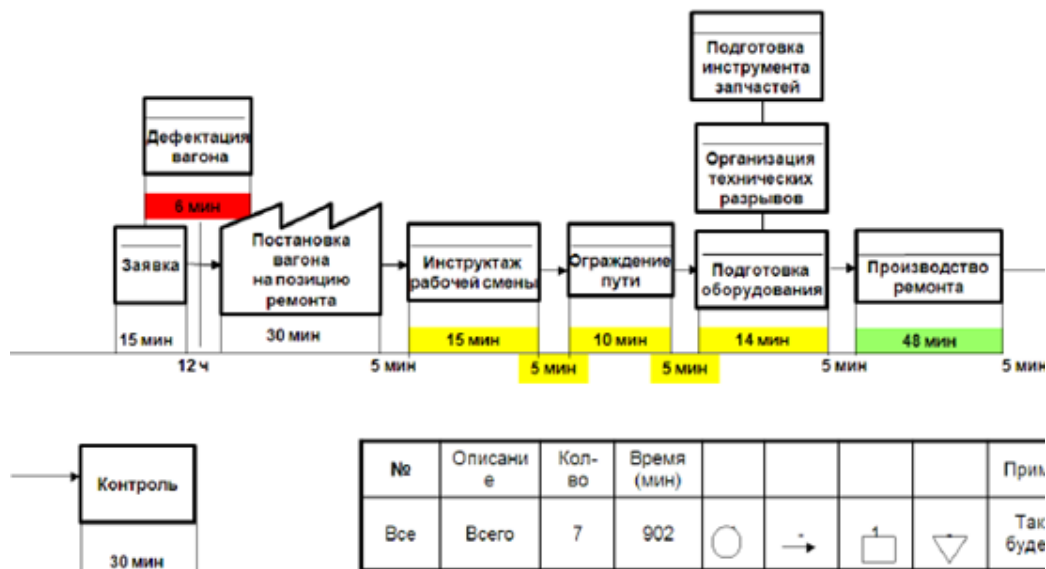 Подготовка
инструмента
запчастей
Дефектация
вагона
Организация
технических
разрывов
6 мин
Заявка
Постановка
вагона
на позицию
ремонта
Инструктаж
рабочей смены
Ограждение
пути
Подготовка
оборудования
Производство
ремонта
15 мин
30 мин
15 мин
10 мин
14 мин
48 мин
12 ч
5 мин
5 мин
5 мин
5 мин
5 мин
Контроль
30 мин
№
Описани
е
Кол-
во
Время
(мин)
Прим
Все
Всего
7
902
1
Так
буде